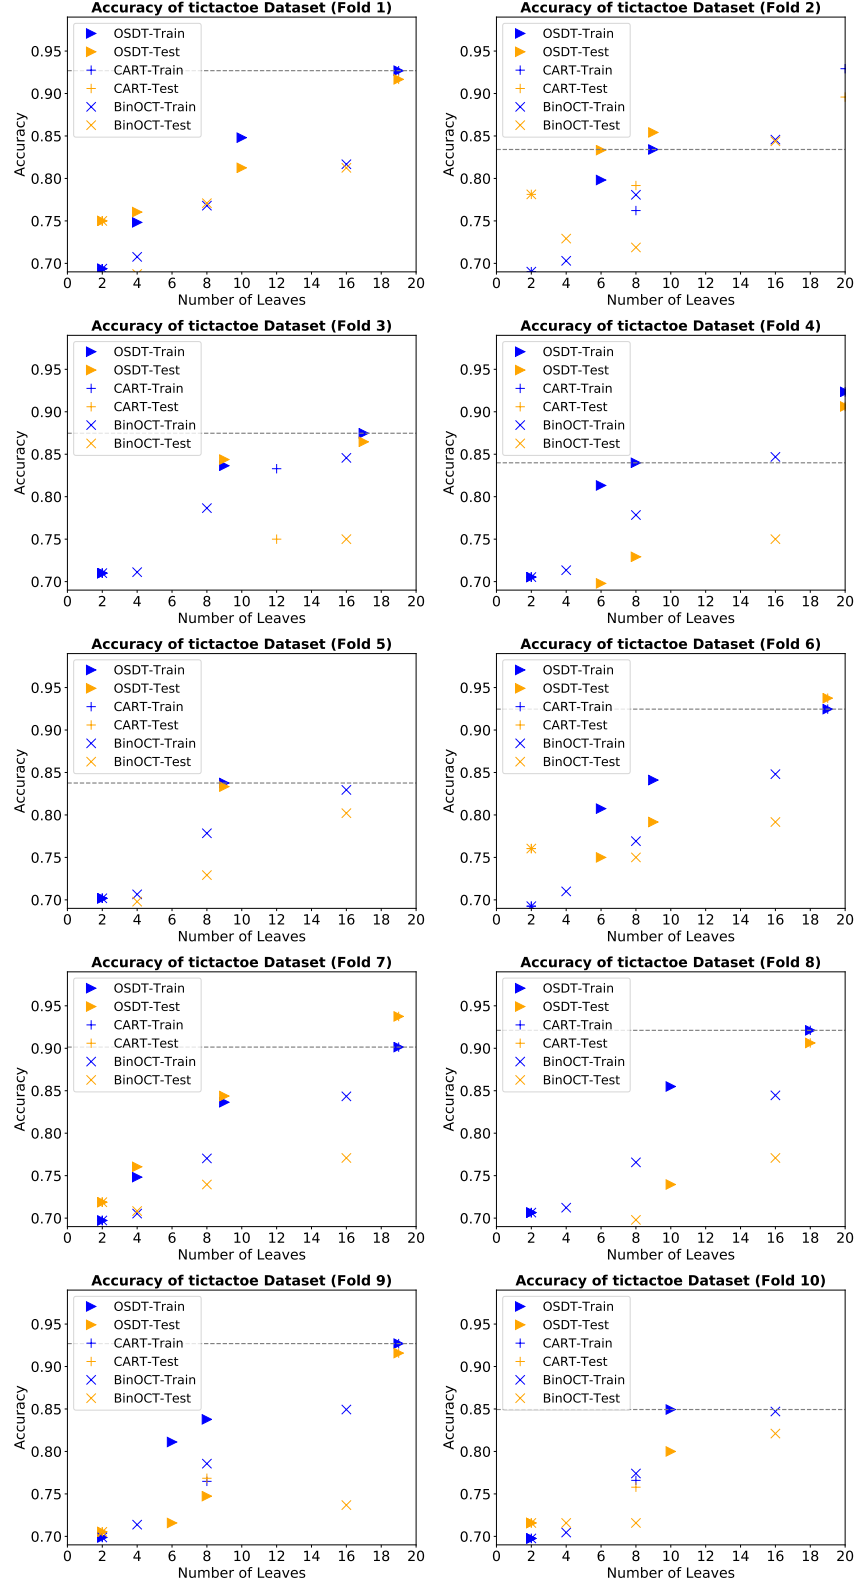 Accuracy of tictactoe Dataset (Fold 1)
OSDT-Train
OSDT-Test
CART-Train
CART-Test
BinOCT-Train
BinOCT-Test
Accuracy
0.95
0.90
0.85
0.80
0.75
0.70
0 2 4 6 8 10 12 14 16 18 20
Number of Leaves
Accuracy of tictactoe Dataset (Fold 2)
OSDT-Train
OSDT-Test
CART-Train
CART-Test
BinOCT-Train
BinOCT-Test
Accuracy
0.95
0.90
0.85
0.80
0.75
0.70
0 2 4 6 8 10 12 14 16 18 20
Number of Leaves
Accuracy of tictactoe Dataset (Fold 3)
OSDT-Train
OSDT-Test
CART-Train
CART-Test
BinOCT-Train
BinOCT-Test
Accuracy
0.95
0.90
0.85
0.80
0.75
0.70
0 2 4 6 8 10 12 14 16 18 20
Number of Leaves
Accuracy of tictactoe Dataset (Fold 4)
OSDT-Train
OSDT-Test
CART-Train
CART-Test
BinOCT-Train
BinOCT-Test
Accuracy
0.95
0.90
0.85
0.80
0.75
0.70
0 2 4 6 8 10 12 14 16 18 20
Number of Leaves
Accuracy of tictactoe Dataset (Fold 5)
OSDT-Train
OSDT-Test
CART-Train
CART-Test
BinOCT-Train
BinOCT-Test
Accuracy
0.95
0.90
0.85
0.80
0.75
0.70
0 2 4 6 8 10 12 14 16 18 20
Number of Leaves
Accuracy of tictactoe Dataset (Fold 6)
OSDT-Train
OSDT-Test
CART-Train
CART-Test
BinOCT-Train
BinOCT-Test
Accuracy
0.95
0.90
0.85
0.80
0.75
0.70
0 2 4 6 8 10 12 14 16 18 20
Number of Leaves
Accuracy of tictactoe Dataset (Fold 7)
OSDT-Train
OSDT-Test
CART-Train
CART-Test
BinOCT-Train
BinOCT-Test
Accuracy
0.95
0.90
0.85
0.80
0.75
0.70
0 2 4 6 8 10 12 14 16 18 20
Number of Leaves
Accuracy of tictactoe Dataset (Fold 8)
OSDT-Train
OSDT-Test
CART-Train
CART-Test
BinOCT-Train
BinOCT-Test
Accuracy
0.95
0.90
0.85
0.80
0.75
0.70
0 2 4 6 8 10 12 14 16 18 20
Number of Leaves
Accuracy of tictactoe Dataset (Fold 9)
OSDT-Train
OSDT-Test
CART-Train
CART-Test
BinOCT-Train
BinOCT-Test
Accuracy
0.95
0.90
0.85
0.80
0.75
0.70
0 2 4 6 8 10 12 14 16 18 20
Number of Leaves
Accuracy of tictactoe Dataset (Fold 10)
OSDT-Train
OSDT-Test
CART-Train
CART-Test
BinOCT-Train
BinOCT-Test
Accuracy
0.95
0.90
0.85
0.80
0.75
0.70
0 2 4 6 8 10 12 14 16 18 20
Number of Leaves